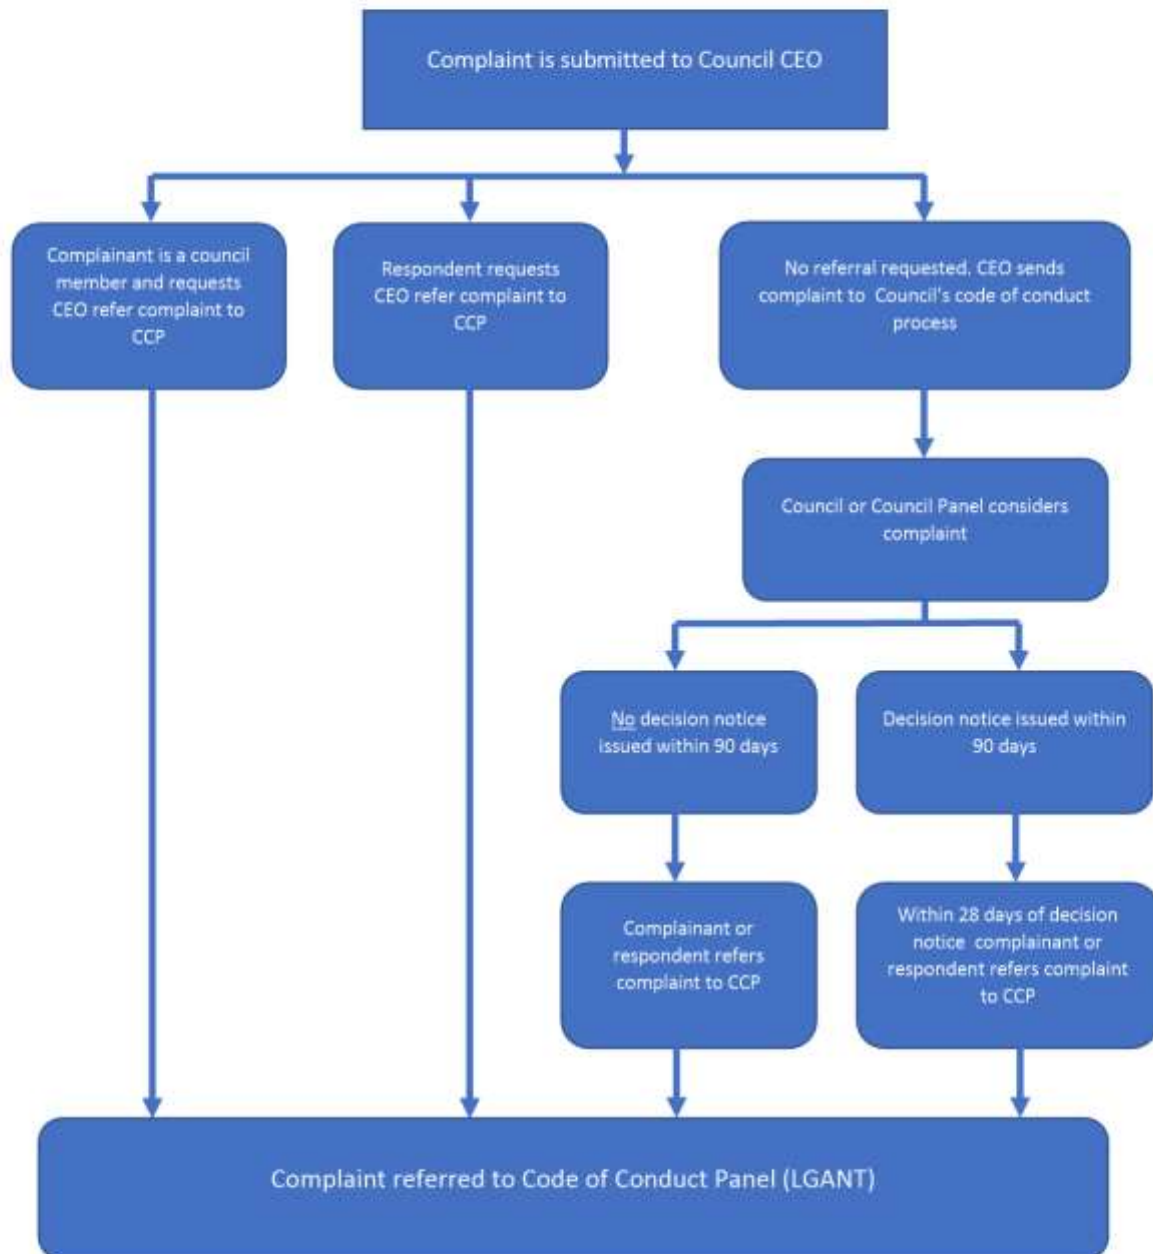 Complaint is submitted to Council CEO
Complainant is a council
member and requests
CEO refer complaint to
CCP
Respondent requests
CEO refer complaint to
CCP
No referral requested. CEO sends
complaint to Council's code of conduct
process
Council or Council Panel considers
complaint
No decision notice
issued within 90 days
Decision notice issued within
90 days
Complainant or
respondent refers
complaint to CCP
Within 28 days of decision
notice complainant or
respondent refers complaint
to CCP
Complaint referred to Code of Conduct Panel (LGANT)